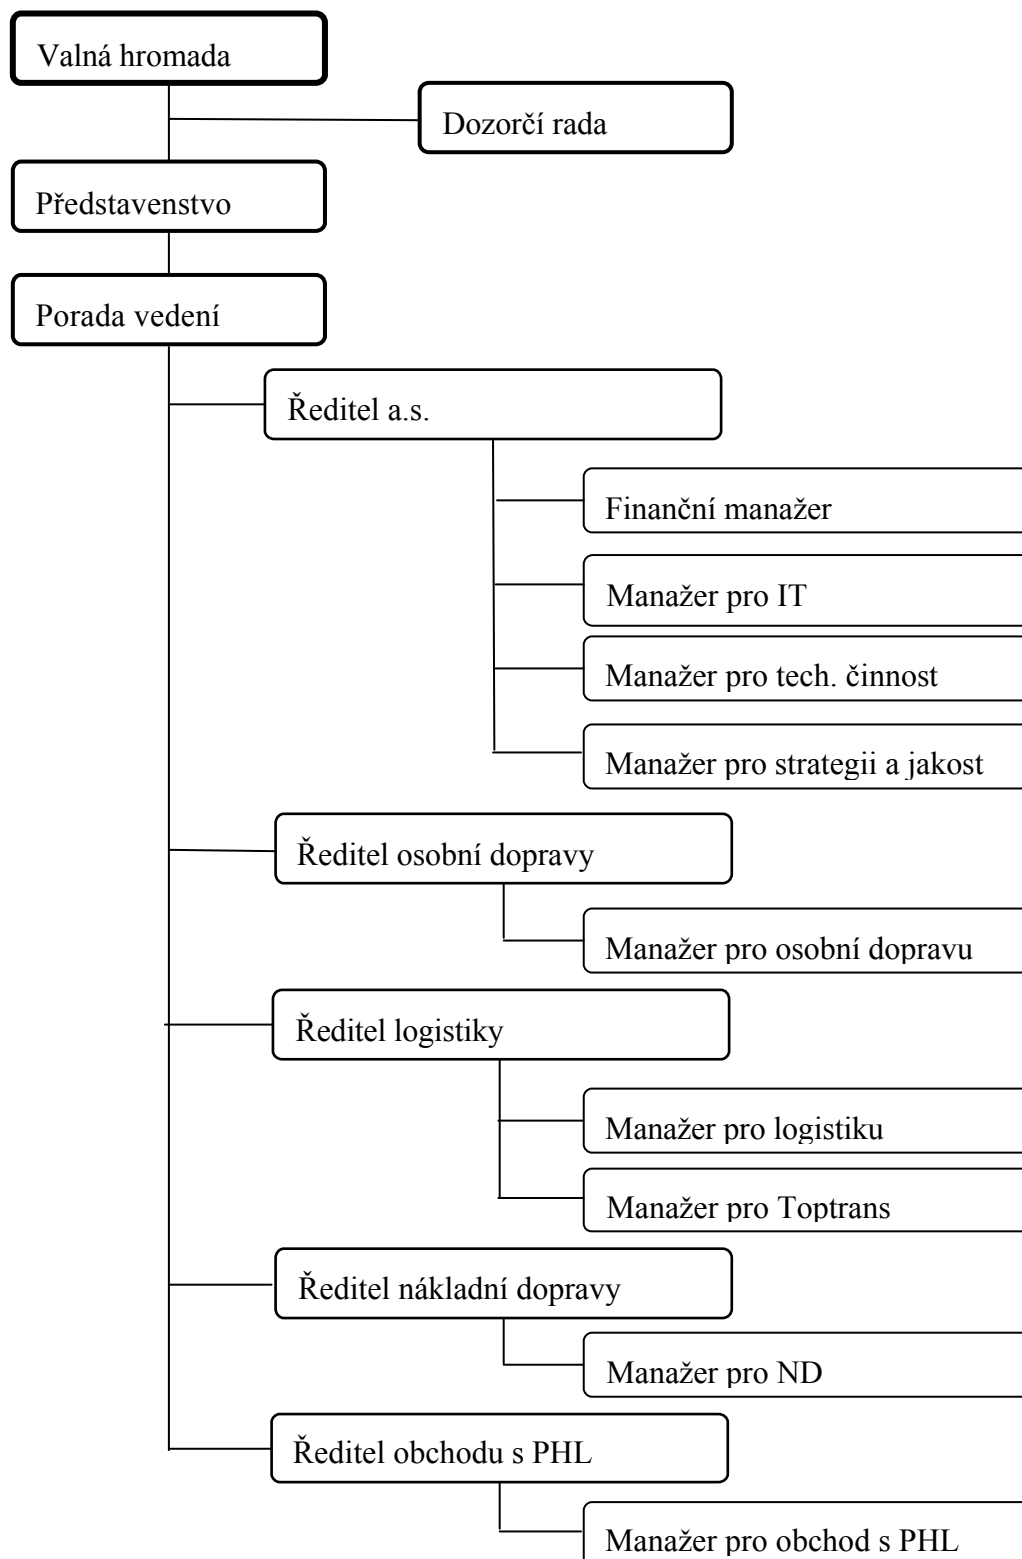 Valná hromada
Dozorčí rada
Představenstvo
Porada vedení
Ředitel a.s.
Finanční manažer
Manažer pro IT
Manažer pro tech. činnost
Manažer pro strategii a jakost
Ředitel osobní dopravy
Manažer pro osobní dopravu
Ředitel logistiky
Manažer pro logistiku
Manažer pro Toptrans
Ředitel nákladní dopravy
Manažer pro ND
Ředitel obchodu s PHL
Manažer pro obchod s PHL